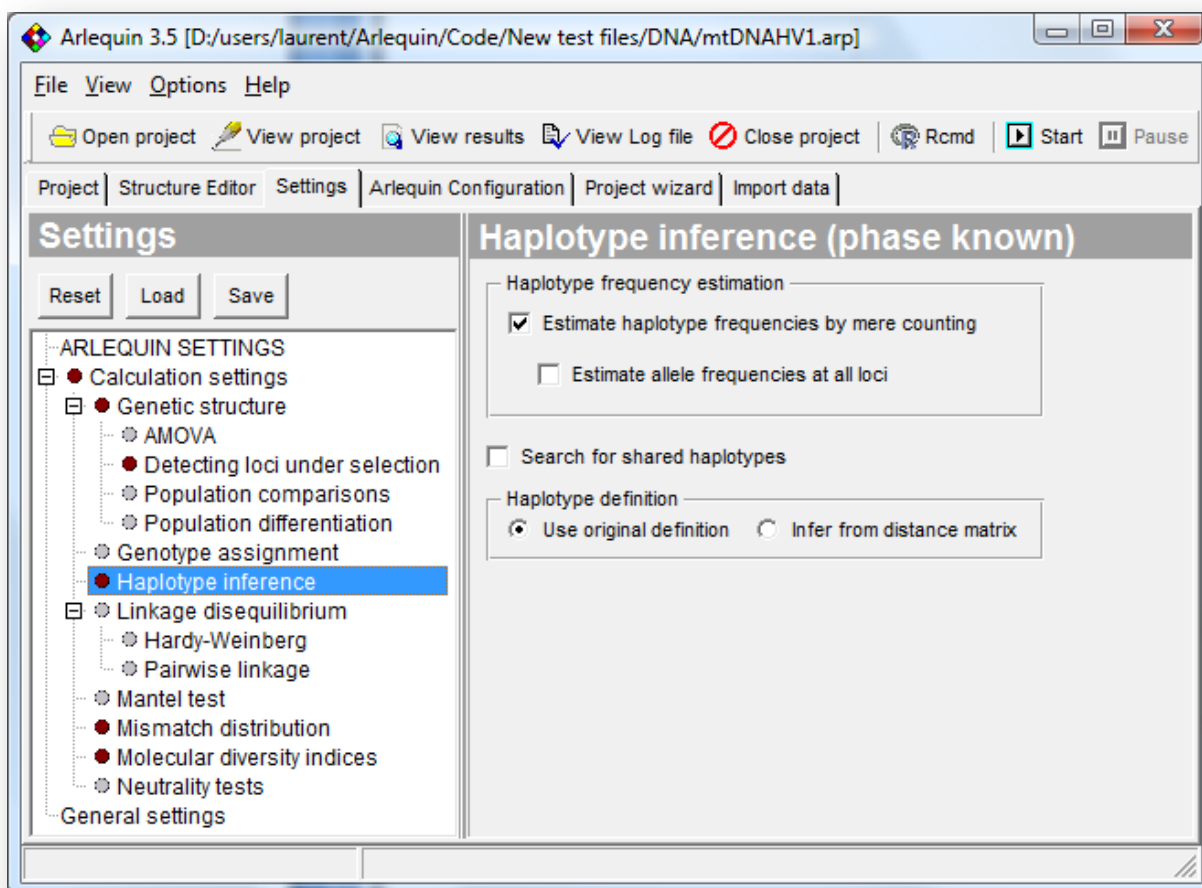 Arlequin 3.5 [D:/users/laurent/Arlequin/Code/New test files/DNA/mtDNAHV1.arp]
File View Options Help
Open project View project View results View Log file Close project Rcmd Start Pause
Project Structure Editor Settings Arlequin Configuration Project wizard Import data
Settings
Reset Load Save
ARLEQUIN SETTINGS
Calculation settings
Genetic structure
AMOVA
Detecting loci under selection
Population comparisons
Population differentiation
Genotype assignment
Haplotype inference
Linkage disequilibrium
Hardy-Weinberg
Pairwise linkage
Mantel test
Mismatch distribution
Molecular diversity indices
Neutrality tests
General settings
Haplotype inference (phase known)
Haplotype frequency estimation
Estimate haplotype frequencies by mere counting
Estimate allele frequencies at all loci
Search for shared haplotypes
Haplotype definition
Use original definition Infer from distance matrix